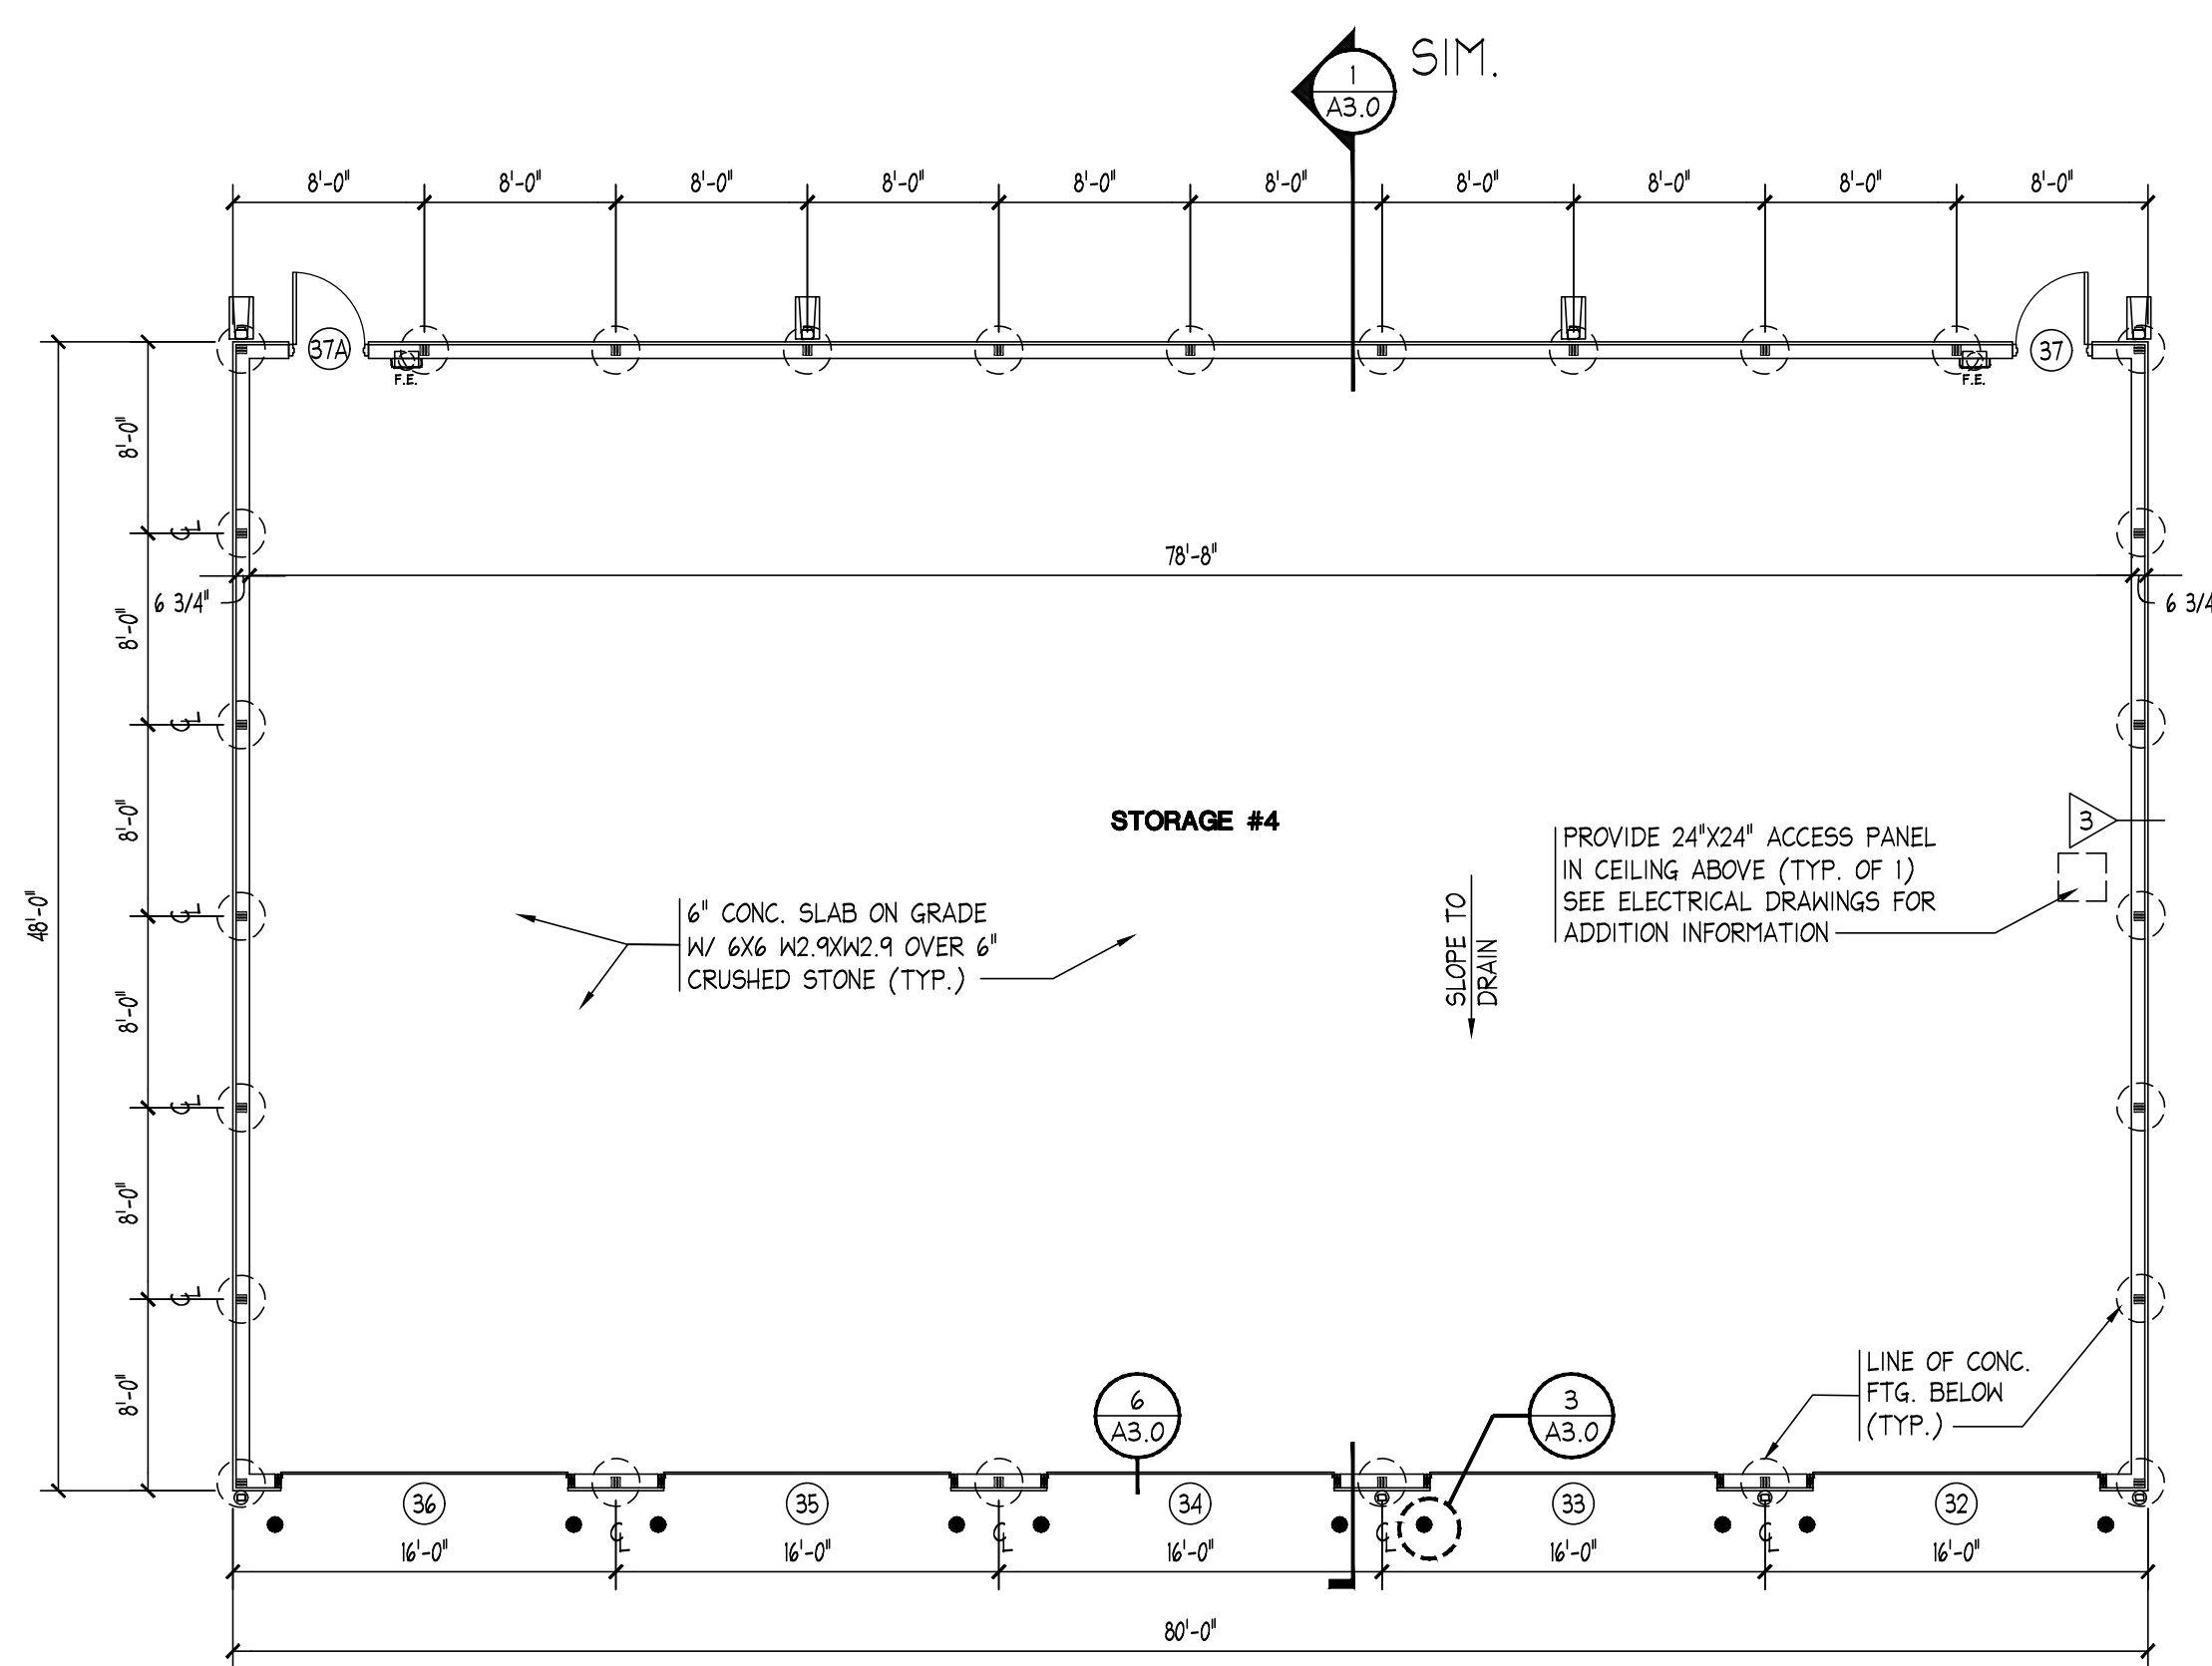 SIM.
1
A3.0
8'-0" 8'-0" 8'-0" 8'-0" 8'-0" 8'-0" 8'-0" 8'-0" 8'-0" 8'-0"
37A
37
F.E.
F.E.
8'-0"
78'-8"
6 3/4"
6 3/4
8'-0"
8'-0"
STORAGE #4
3
PROVIDE 24"X24" ACCESS PANEL
IN CEILING ABOVE (TYP. OF 1)
SEE ELECTRICAL DRAWINGS FOR
ADDITION INFORMATION
48'-0"
6" CONC. SLAB ON GRADE
W/ 6X6 W2.9XW2.9 OVER 6"
CRUSHED STONE (TYP.)
SLOPE TO
DRAIN
8'-0"
8'-0"
8'-0"
LINE OF CONC.
FTG. BELOW
(TYP.)
6
A3.0
3
A3.0
36 35 34 33 32
16'-0" 16'-0" 16'-0" 16'-0" 16'-0"
80'-0"